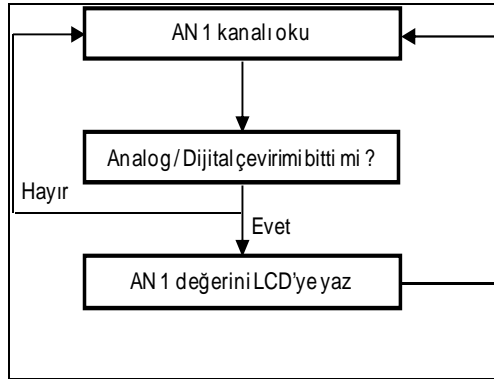 AN 1 kanalı oku
Analog / Dijital çevirimi bitti mi ?
Hayır
Evet
AN 1 değerini LCD'ye yaz